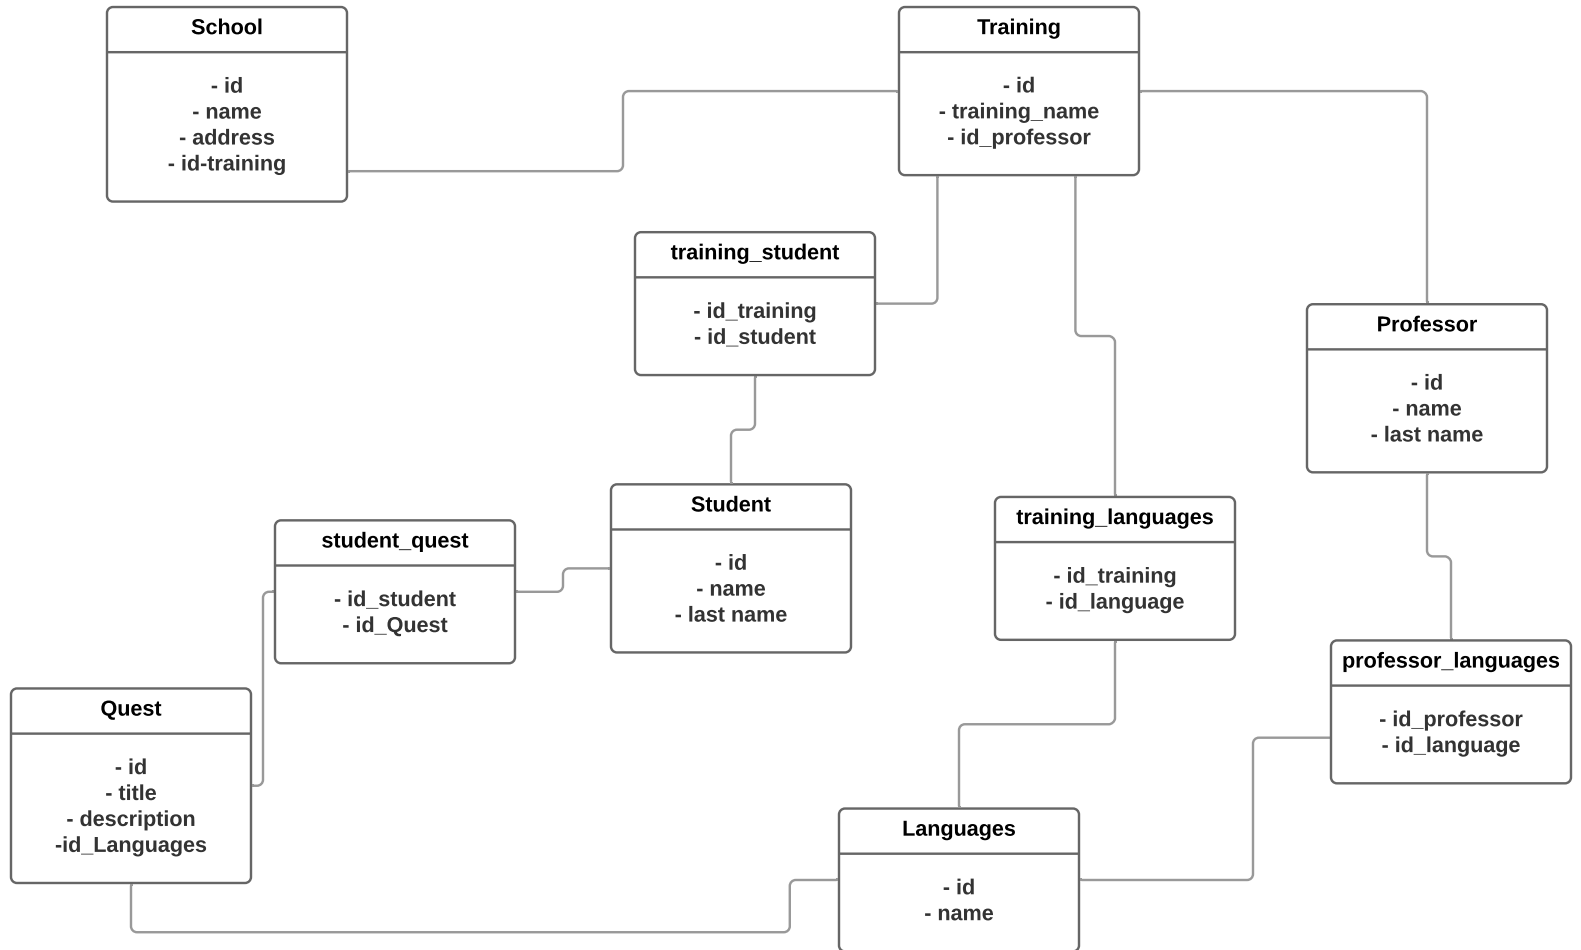 School
- id
- name
- address
- id-training
Training
- id
- training_name
- id_professor
training_student
- id_training
- id_student
Professor
- id
- name
- last name
Student
- id
- name
- last name
training_languages
- id_training
- id_language
student_quest
- id_student
- id_Quest
professor_languages
- id_professor
- id_language
Quest
- id
- title
- description
-id_Languages
Languages
- id
- name